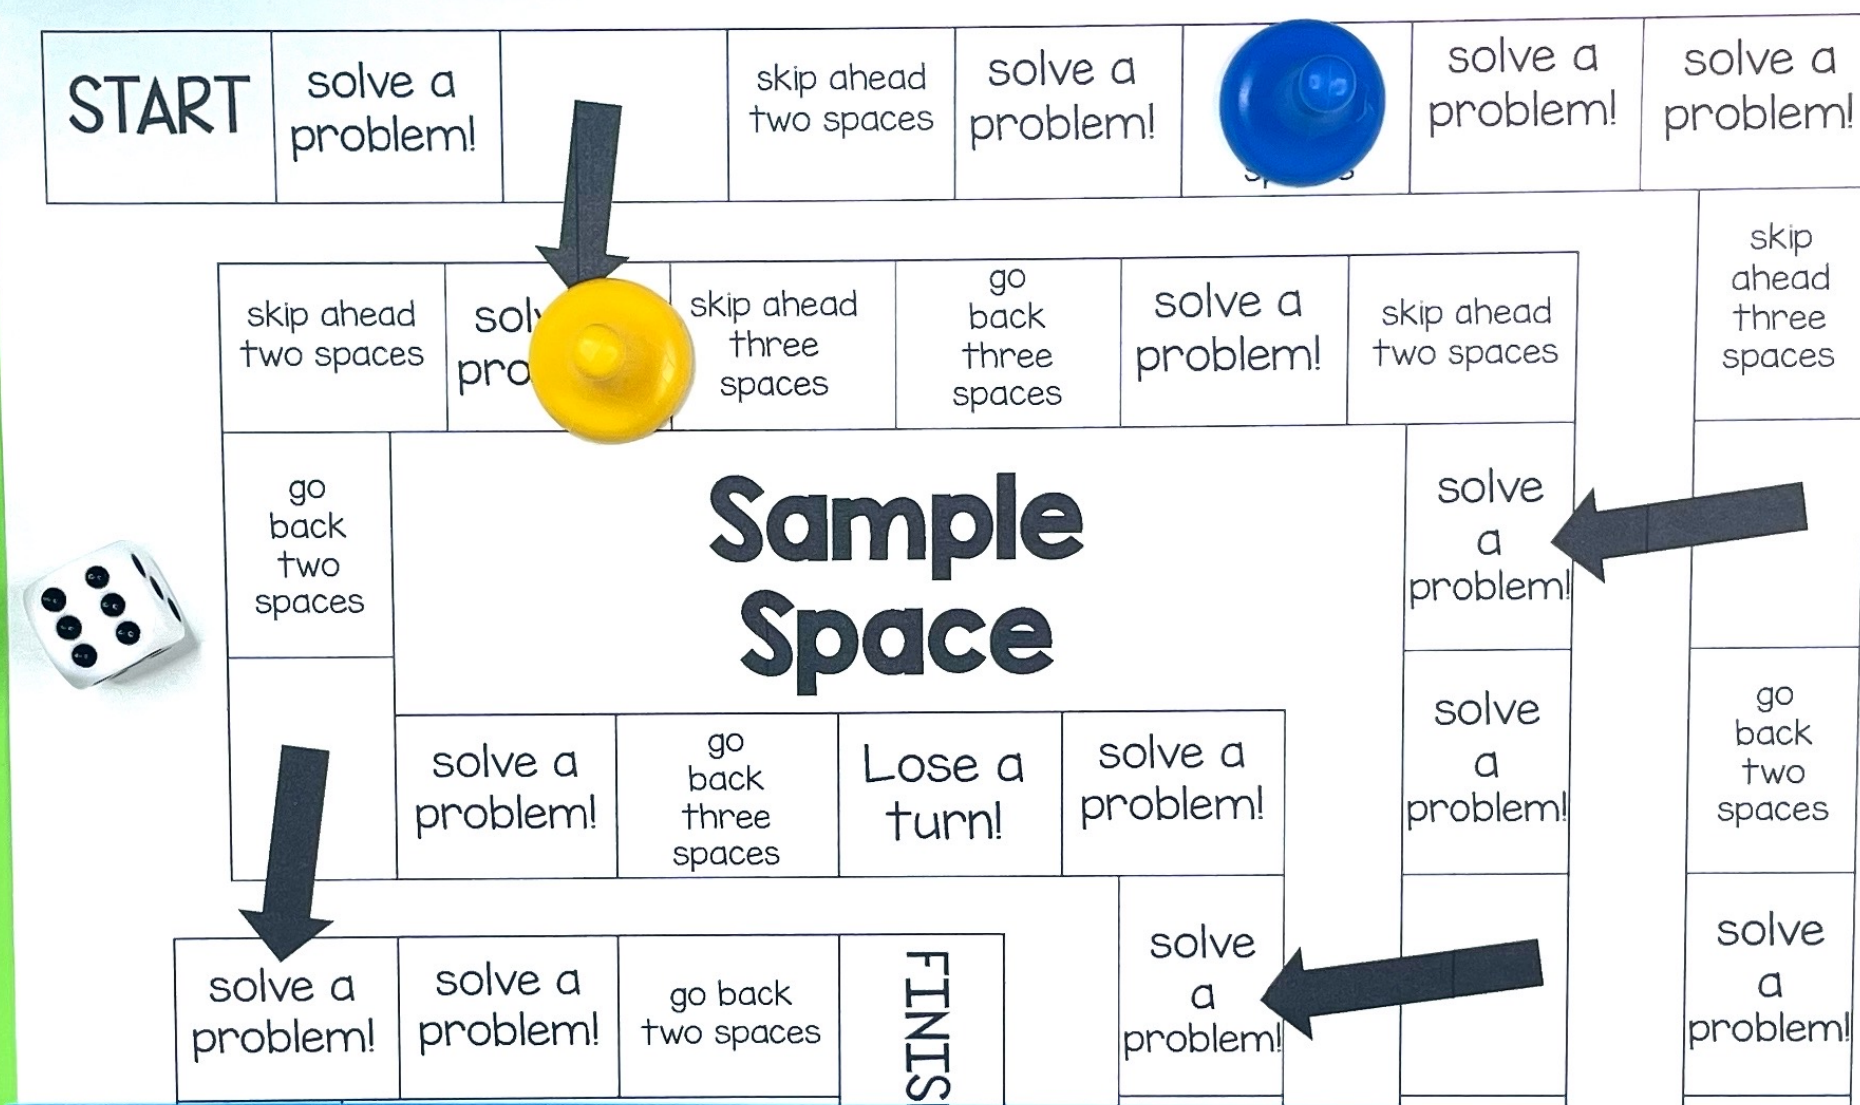 START
solve a
problem!
skip ahead
two spaces
solve a
problem!
solve a
problem!
solve a
problem!
skip
ahead
three
spaces
skip ahead
two spaces
skip ahead
three
spaces
go
back
three
spaces
solve a
problem!
skip ahead
two spaces
go
back
two
spaces
Sample
Space
solve
a
problem!
solve
a
problem!
go
back
two
spaces
solve a
problem!
go
back
three
spaces
Lose a
turn!
solve a
problem!
solve a
problem!
solve a
problem!
go back
two spaces
solve
a
problem!
solve
a
problem!